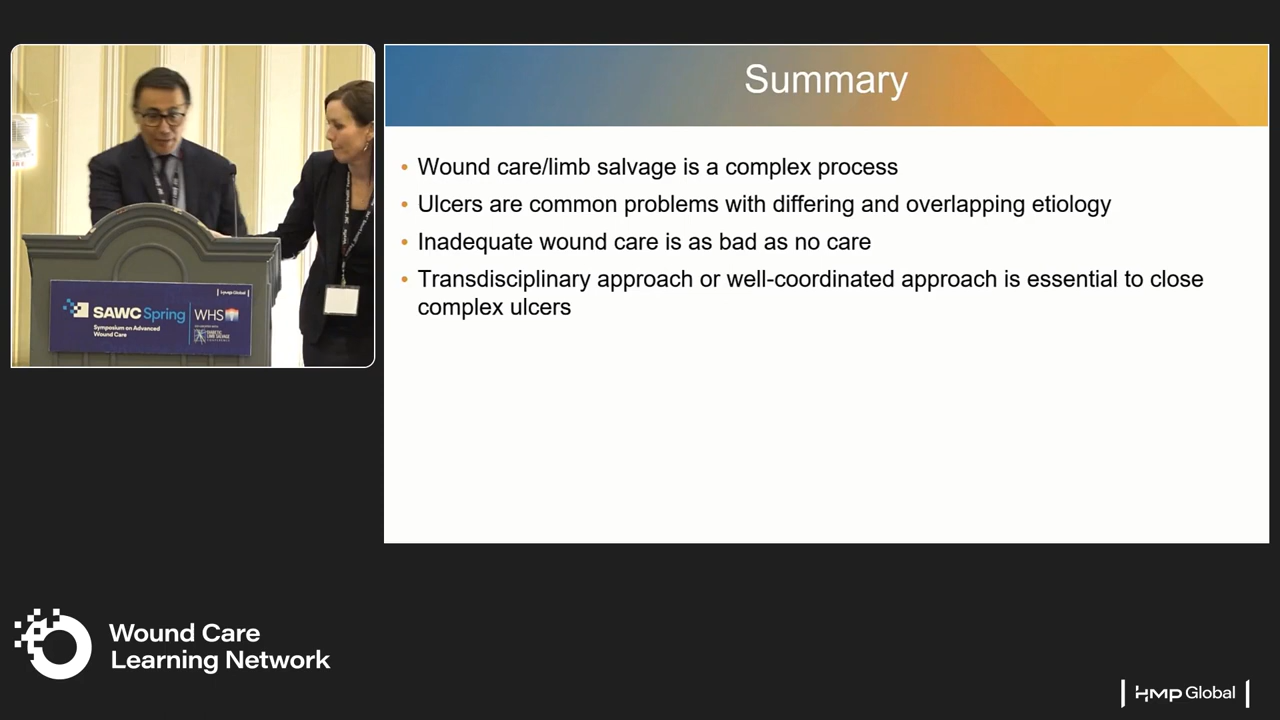 Summary
• Wound care/limb salvage is a complex process
• Ulcers are common problems with differing and overlapping etiology
• Inadequate wound care is as bad as no care
• Transdisciplinary approach or well-coordinated approach is essential to close
complex ulcers
HMP Global
SAWC Spring
WHS
Symposium on Advanced
Wound Care
Wound Care
Learning Network
HMP Global